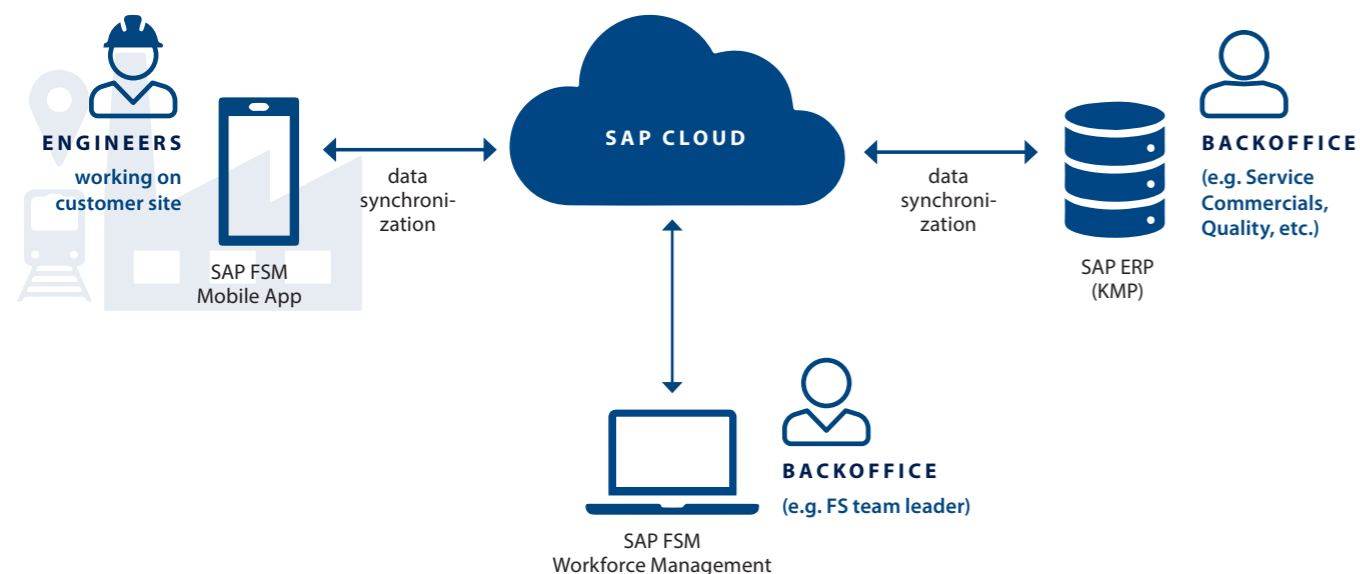 ENGINEERS
working on
customer site
SAP FSM
Mobile App
data
synchroni-
zation
SAP CLOUD
data
synchroni-
zation
SAP ERP
(KMP)
BACKOFFICE
(e.g. Service
Commercials,
Quality, etc.)
SAP FSM
Workforce Management
BACKOFFICE
(e.g. FS team leader)